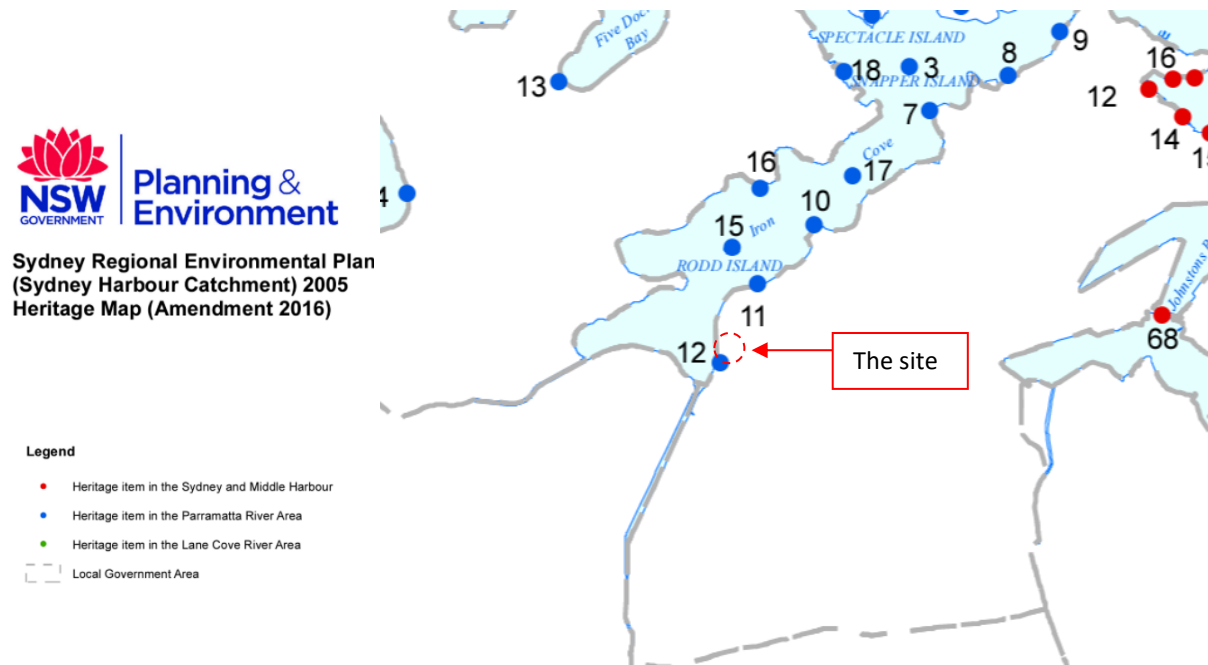 NSW
GOVERNMENT
Planning &
Environment
Sydney Regional Environmental Plan
(Sydney Harbour Catchment) 2005
Heritage Map (Amendment 2016)
Legend
Heritage item in the Sydney and Middle Harbour
Heritage item in the Parramatta River Area
Heritage item in the Lane Cove River Area
Local Government Area
Five Dock
Bay
13
SPECTACLE ISLAND
9
8
18
3
SNAPPER ISLAND
16
12
7
14
15
Cove
16
17
4
10
15
Iron
RODD ISLAND
11
Johnstons
68
12
The site